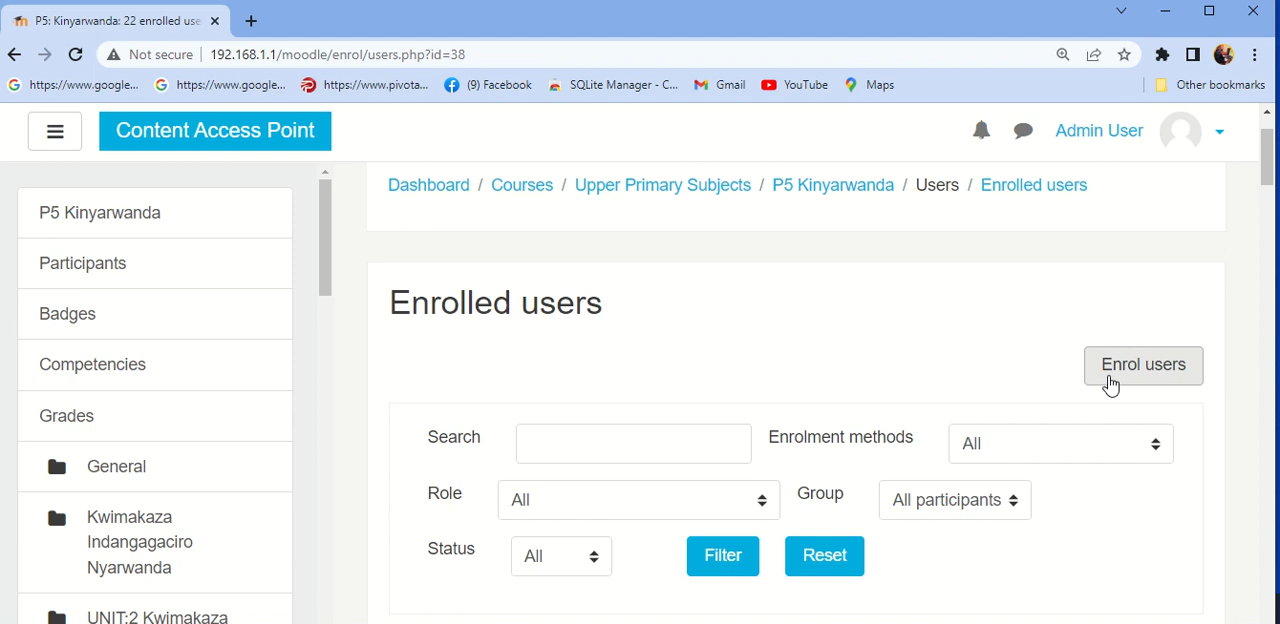 P5: Kinyarwanda: 22 enrolled use
Not secure 192.168.1.1/moodle/enrol/users.php?id=38
https://www.google... https://www.google... https://www.pivota... (9) Facebook SQLite Manager - C... Gmail YouTube Maps Other bookmarks
Content Access Point Admin User
Dashboard / Courses / Upper Primary Subjects / P5 Kinyarwanda / Users / Enrolled users
P5 Kinyarwanda
Participants
Badges
Competencies
Grades
General
Kwimakaza
Indangagaciro
Nyarwanda
UNIT:2 Kwimakaza
Enrolled users
Enrol users
Search Enrolment methods All
Role All Group All participants
Status All Filter Reset